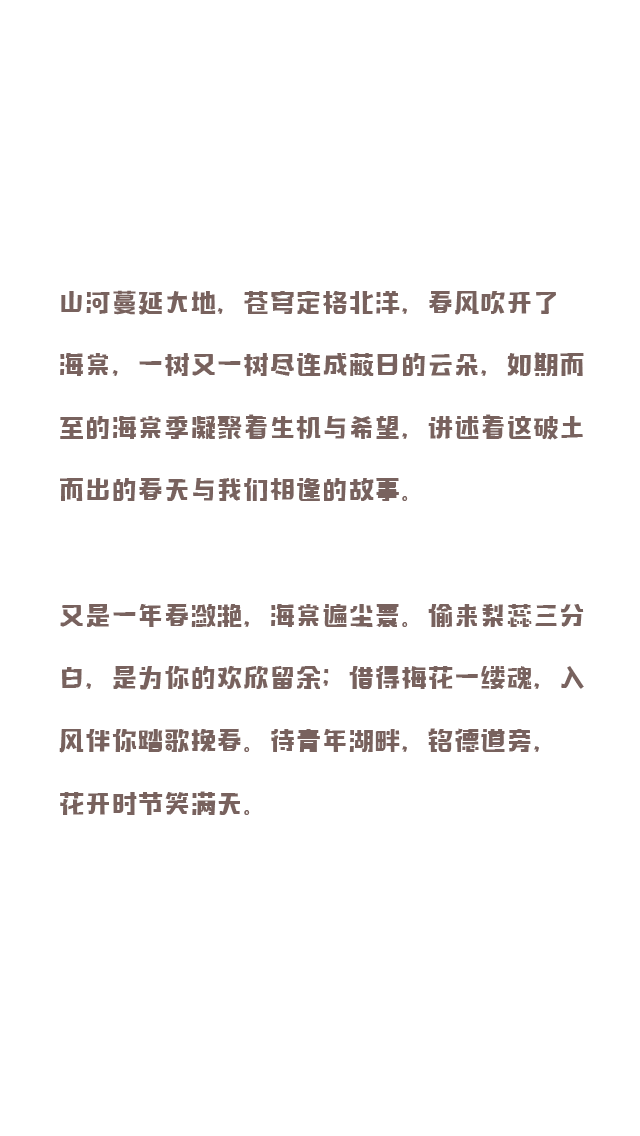 山河蔓延大地，苍穹定格北洋，春风吹开了
海棠，一树又一树尽连成蔽日的云朵，如期而
至的海棠季凝聚着生机与希望，讲述着这破土
而出的春天与我们相逢的故事。
又是一年春潋滟，海棠遍尘寰。偷来梨蕊三分
白，是为你的欢欣留余；借得梅花一缕魂，入
风伴你踏歌挽春。待青年湖畔，铭德道旁，
花开时节笑满天。